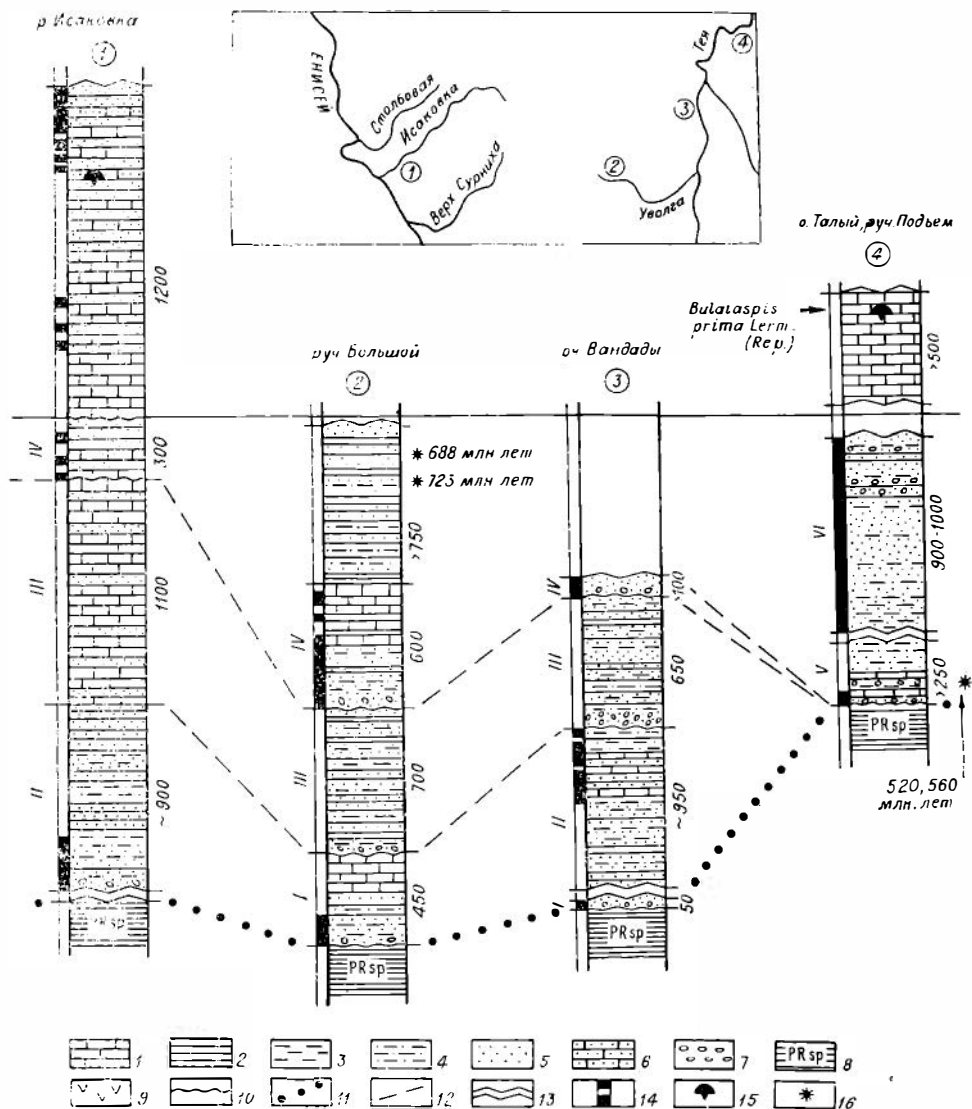 р Исаковка
1
ЕНИСЕЙ
Столбовая
Исаковка
1
Верх Сурниха
2
Уволга
3
Тея
4
IV
III
II
1200
300
1100
~900
PRsp
руч Большой
2
✷ 688 млн лет
✷ 723 млн лет
IV
III
I
>750
600
700
450
PRsp
Вандады
3
IV
III
II
I
>100
650
~950
50
PRsp
о. Талый, руч. Подъем
4
Bulataspis
prima Lerm.
(Rep.)
VI
V
>500
900-1000
>250
PRsp
520, 560
млн. лет
1
2
3
4
5
6
7
PRsp 8
9
10
11
12
13
14
15
16